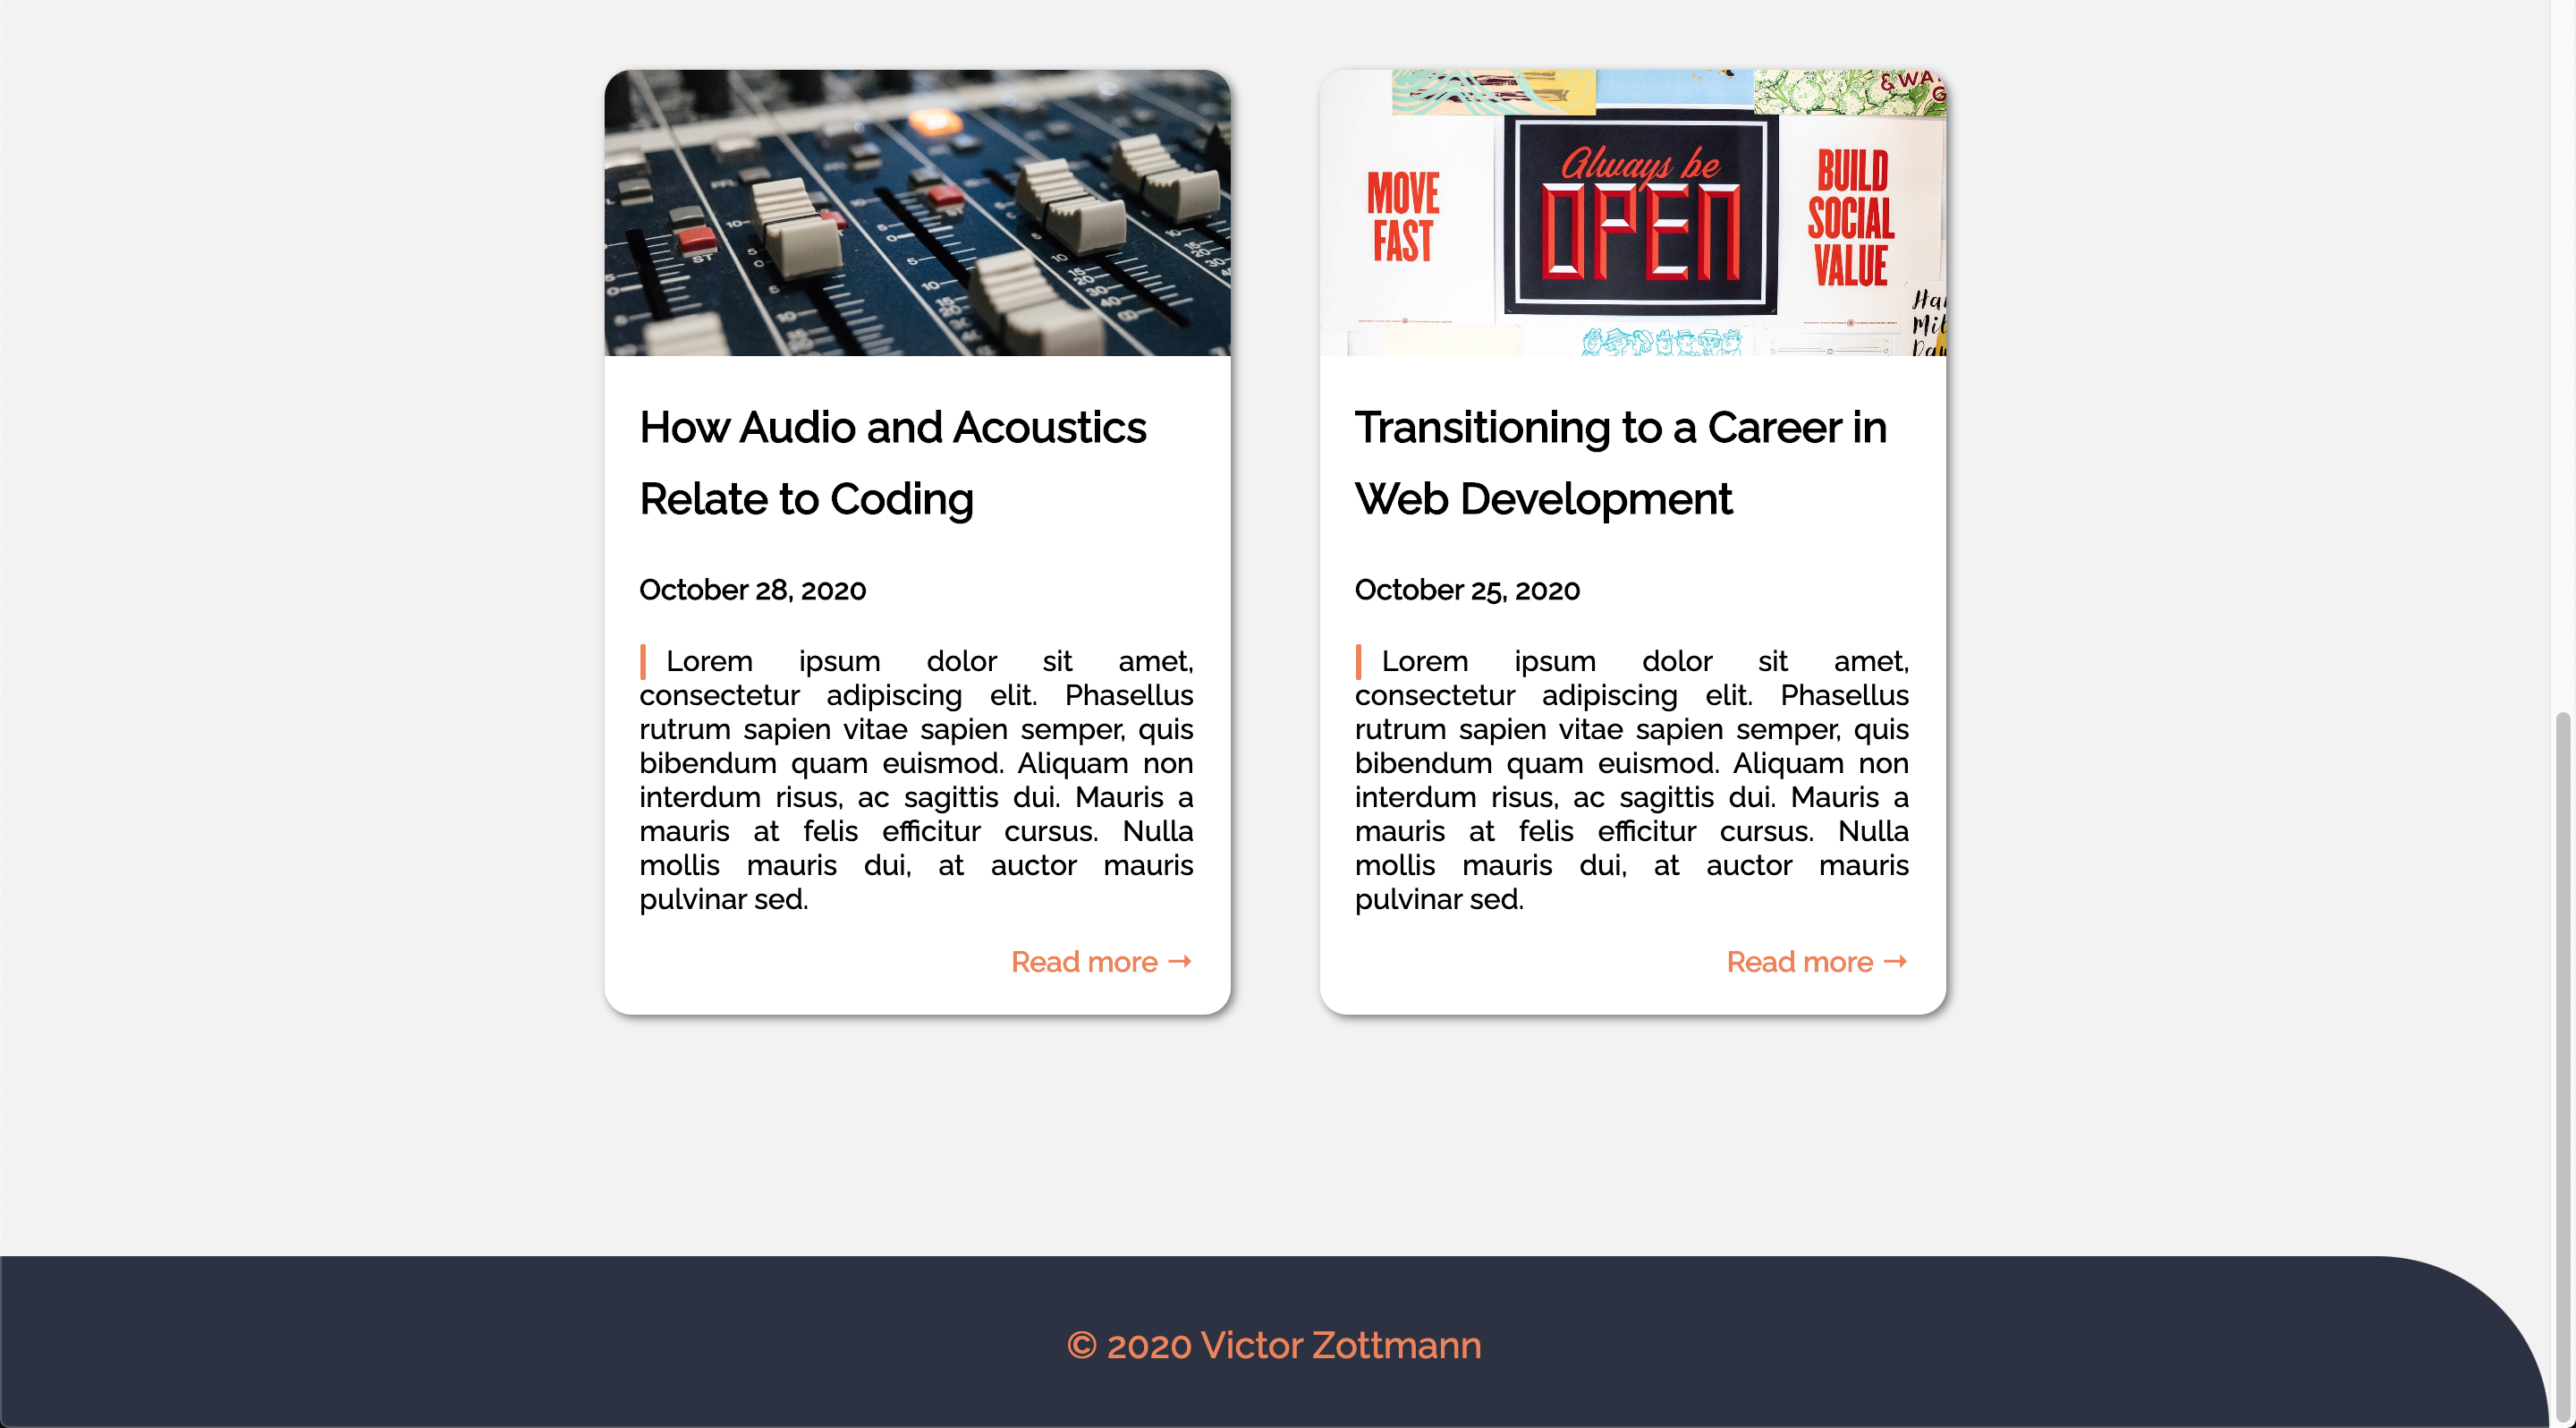 Always be
OPEN
MOVE
FAST
BUILD
SOCIAL
VALUE
How Audio and Acoustics
Relate to Coding
October 28, 2020
Lorem ipsum dolor sit amet,
consectetur adipiscing elit. Phasellus
rutrum sapien vitae sapien semper, quis
bibendum quam euismod. Aliquam non
interdum risus, ac sagittis dui. Mauris a
mauris at felis efficitur cursus. Nulla
mollis mauris dui, at auctor mauris
pulvinar sed.
Read more →
Transitioning to a Career in
Web Development
October 25, 2020
Lorem ipsum dolor sit amet,
consectetur adipiscing elit. Phasellus
rutrum sapien vitae sapien semper, quis
bibendum quam euismod. Aliquam non
interdum risus, ac sagittis dui. Mauris a
mauris at felis efficitur cursus. Nulla
mollis mauris dui, at auctor mauris
pulvinar sed.
Read more →
© 2020 Victor Zottmann